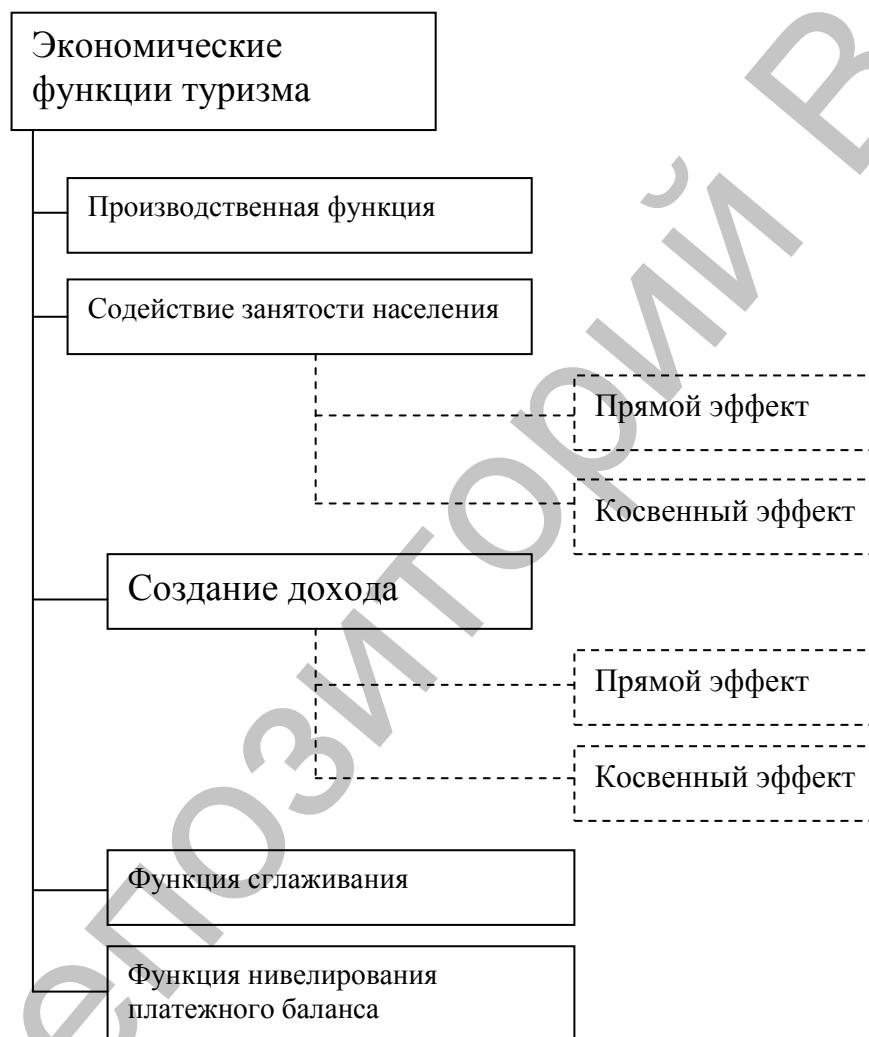 Экономические
функции туризма
Производственная функция
Содействие занятости населения
Прямой эффект
Косвенный эффект
Создание дохода
Прямой эффект
Косвенный эффект
Функция сглаживания
Функция нивелирования
платежного баланса
епозиторий В